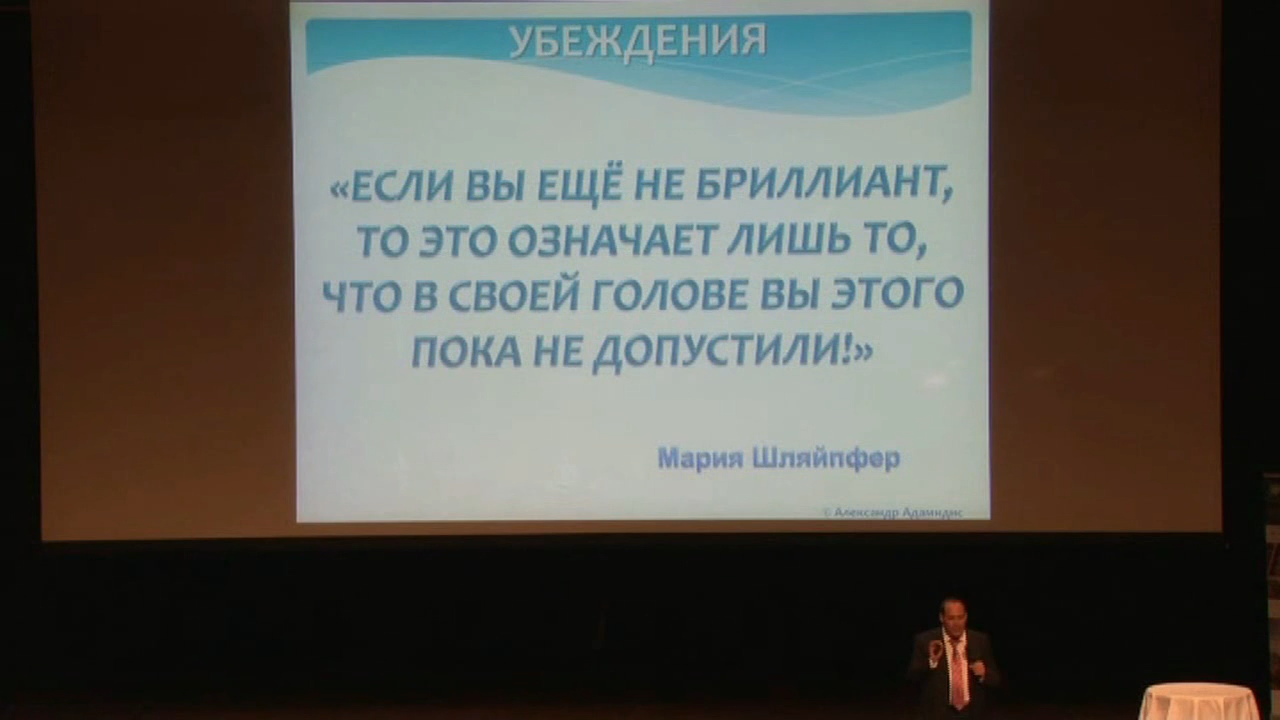 УБЕЖДЕНИЯ
«ЕСЛИ ВЫ ЕЩЁ НЕ БРИЛЛИАНТ,
ТО ЭТО ОЗНАЧАЕТ ЛИШЬ ТО,
ЧТО В СВОЕЙ ГОЛОВЕ ВЫ ЭТОГО
ПОКА НЕ ДОПУСТИЛИ!»
Мария Шляйпфер
© Александр Адамидис